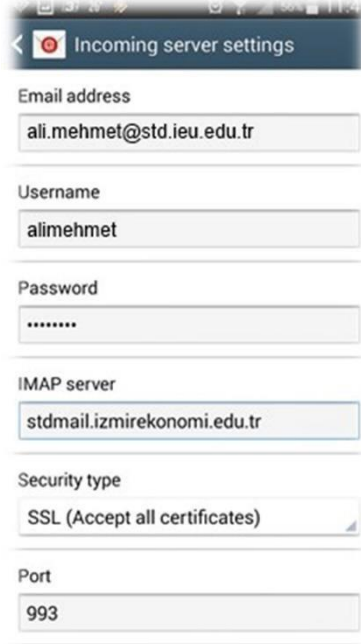 Incoming server settings
Email address
ali.mehmet@std.ieu.edu.tr
Username
alimehmet
Password
••••••••
IMAP server
stdmail.izmirekonomi.edu.tr
Security type
SSL (Accept all certificates)
Port
993